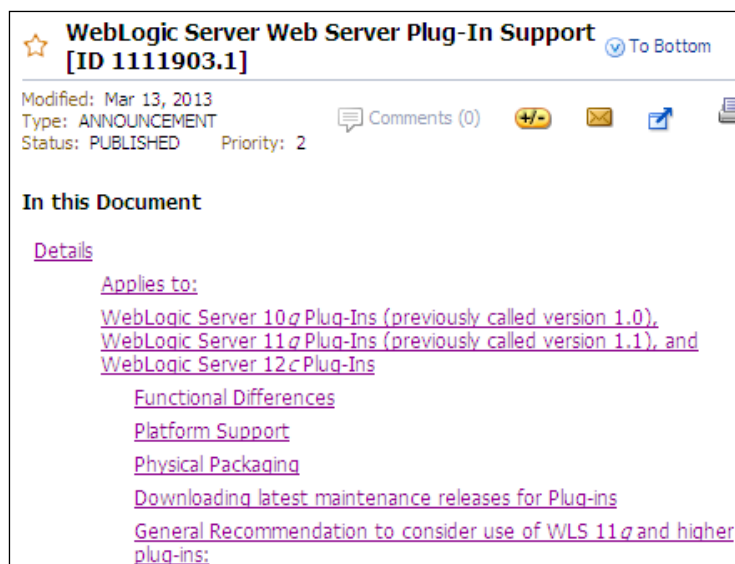 WebLogic Server Web Server Plug-In Support
[ID 1111903.1]
To Bottom
Modified: Mar 13, 2013
Type: ANNOUNCEMENT
Status: PUBLISHED Priority: 2
Comments (0)
+/-
In this Document
Details
Applies to:
WebLogic Server 10g Plug-Ins (previously called version 1.0),
WebLogic Server 11g Plug-Ins (previously called version 1.1), and
WebLogic Server 12c Plug-Ins
Functional Differences
Platform Support
Physical Packaging
Downloading latest maintenance releases for Plug-ins
General Recommendation to consider use of WLS 11g and higher
plug-ins: